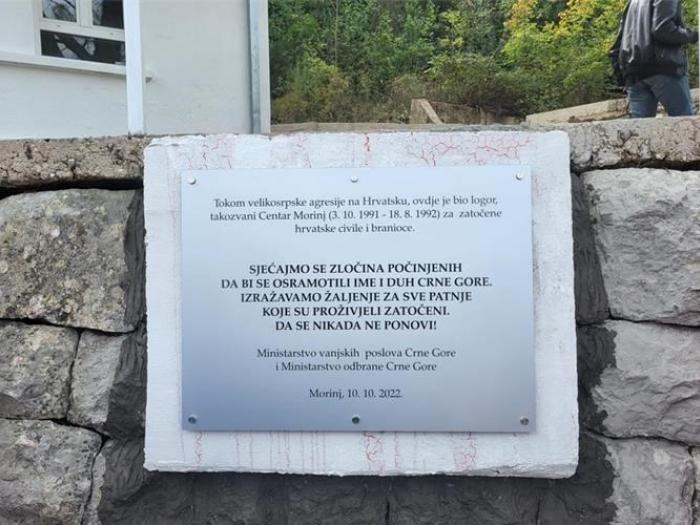 Tokom velikosrpske agresije na Hrvatsku, ovdje je bio logor,
takozvani Centar Morinj (3. 10. 1991 - 18. 8. 1992) za zatočene
hrvatske civile i branioce.
SJEĆAJMO SE ZLOČINA POČINJENIH
DA BI SE OSRAMOTILI IME I DUH CRNE GORE.
IZRAŽAVAMO ŽALJENJE ZA SVE PATNJE
KOJE SU PROŽIVJELI ZATOČENI.
DA SE NIKADA NE PONOVI!
Ministarstvo vanjskih poslova Crne Gore
i Ministarstvo odbrane Crne Gore
Morinj, 10. 10. 2022.